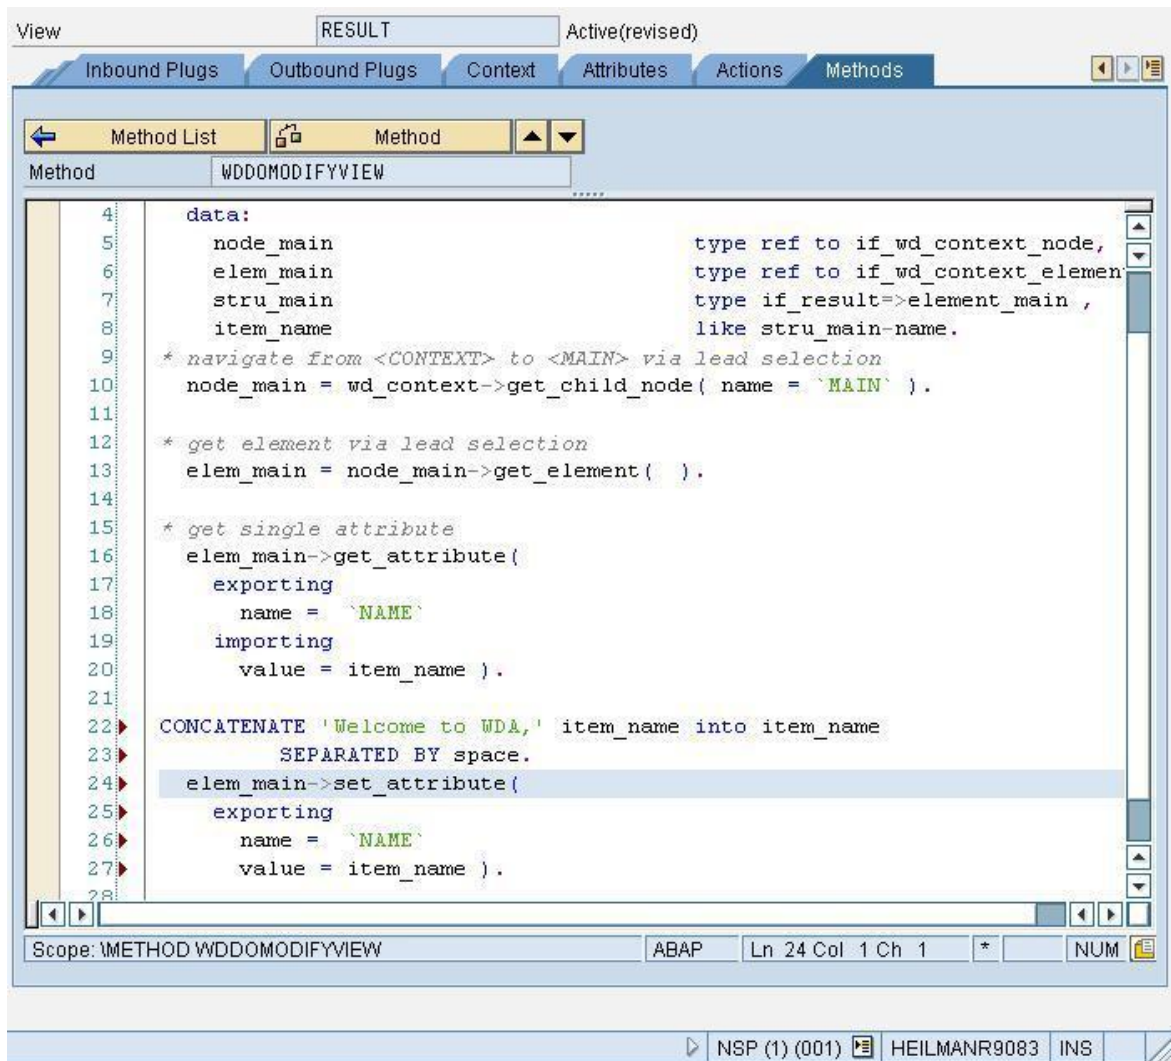 View RESULT Active(revised)
Inbound Plugs Outbound Plugs Context Attributes Actions Methods
Method List Method
Method WDDOMODIFYVIEW
4 data:
5 node_main type ref to if_wd_context_node,
6 elem_main type ref to if_wd_context_elemen
7 stru_main type if_result=>element_main ,
8 item_name like stru_main-name.
9 * navigate from <CONTEXT> to <MAIN> via lead selection
10 node_main = wd_context->get_child_node( name = `MAIN` ).
11
12 * get element via lead selection
13 elem_main = node_main->get_element(  ).
14
15 * get single attribute
16 elem_main->get_attribute(
17 exporting
18 name =  `NAME`
19 importing
20 value = item_name ).
21
22 CONCATENATE 'Welcome to WDA,' item_name into item_name
23 SEPARATED BY space.
24 elem_main->set_attribute(
25 exporting
26 name =  `NAME`
27 value = item_name ).
28
Scope: \METHOD WDDOMODIFYVIEW ABAP Ln 24 Col 1 Ch 1 * NUM
NSP (1) (001) HEILMANR9083 INS